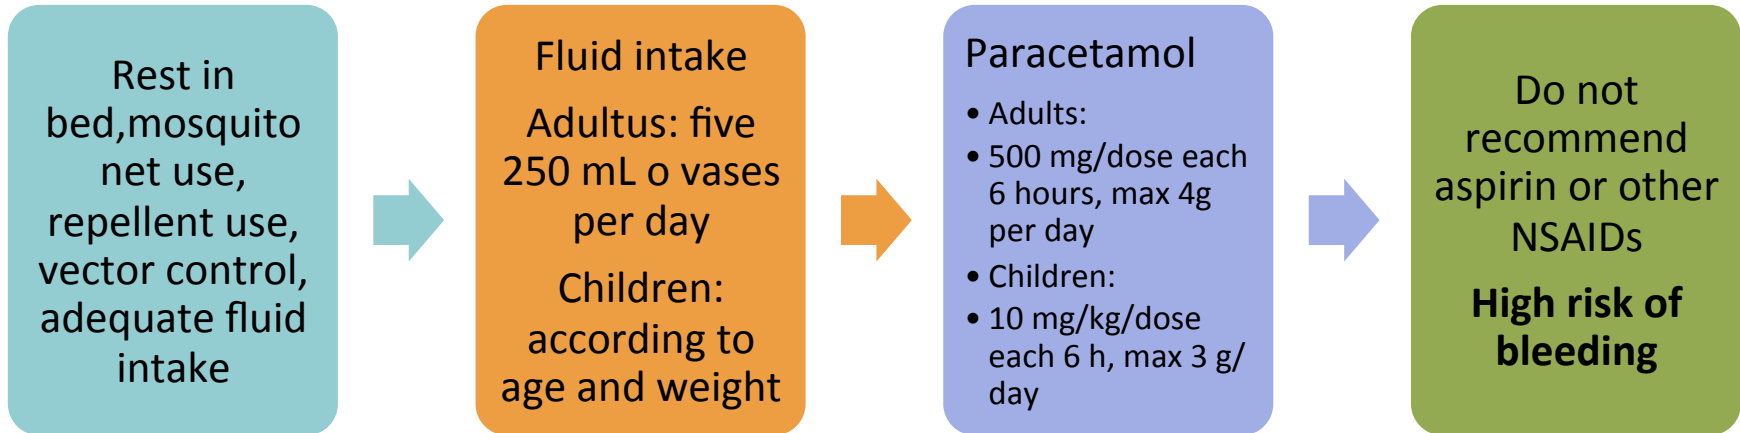 Rest in
bed,mosquito
net use,
repellent use,
vector control,
adequate fluid
intake
Fluid intake
Adultus: five
250 mL o vases
per day
Children:
according to
age and weight
Paracetamol
• Adults:
• 500 mg/dose each
6 hours, max 4g
per day
• Children:
• 10 mg/kg/dose
each 6 h, max 3 g/
day
Do not
recommend
aspirin or other
NSAIDs
High risk of
bleeding